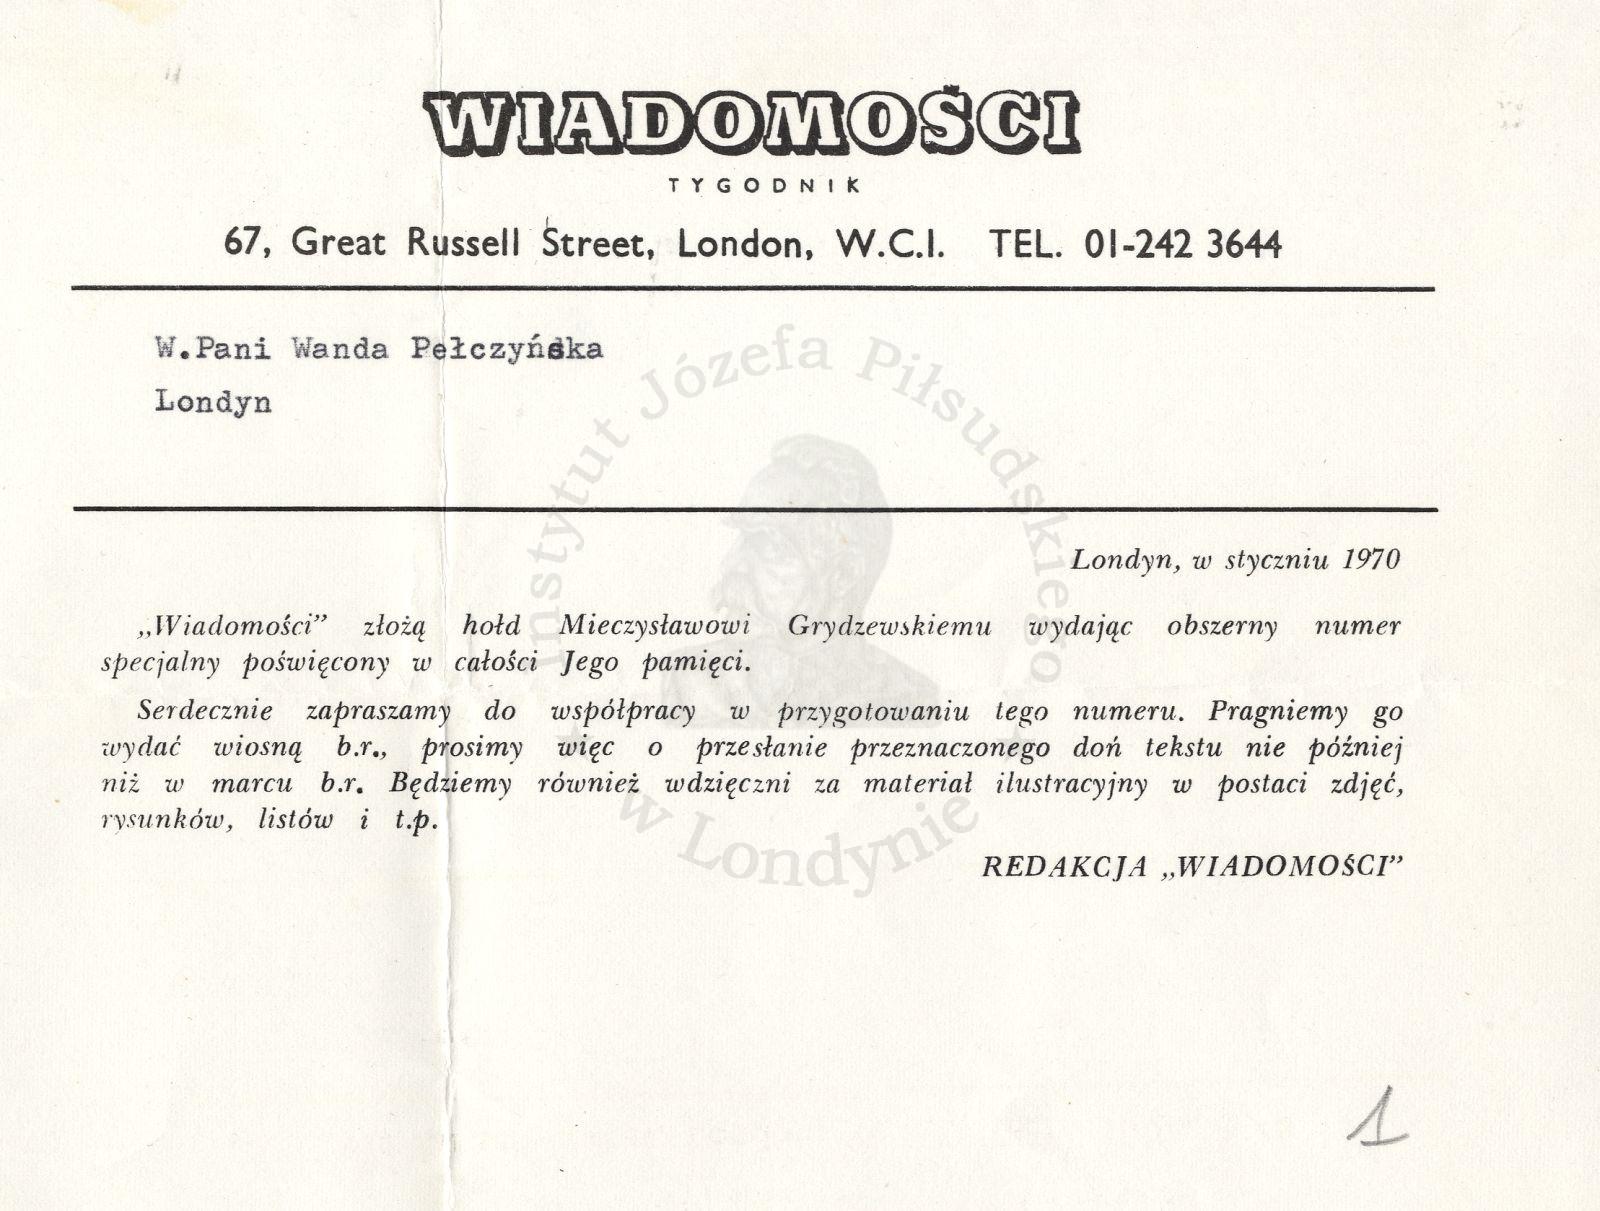 WIADOMOŚCI
TYGODNIK
67, Great Russell Street, London, W.C.I. TEL. 01-242 3644
W.Pani Wanda Pełczyńska
Londyn
Instytut Józefa Piłsudskiego
w Londynie
Londyn, w styczniu 1970
„Wiadomości” złożą hołd Mieczysławowi Grydzewskiemu wydając obszerny numer
specjalny poświęcony w całości Jego pamięci.
Serdecznie zapraszamy do współpracy w przygotowaniu tego numeru. Pragniemy go
wydać wiosną b.r., prosimy więc o przesłanie przeznaczonego doń tekstu nie później
niż w marcu b.r. Będziemy również wdzięczni za materiał ilustracyjny w postaci zdjęć,
rysunków, listów i t.p.
REDAKCJA „WIADOMOŚCI”
1